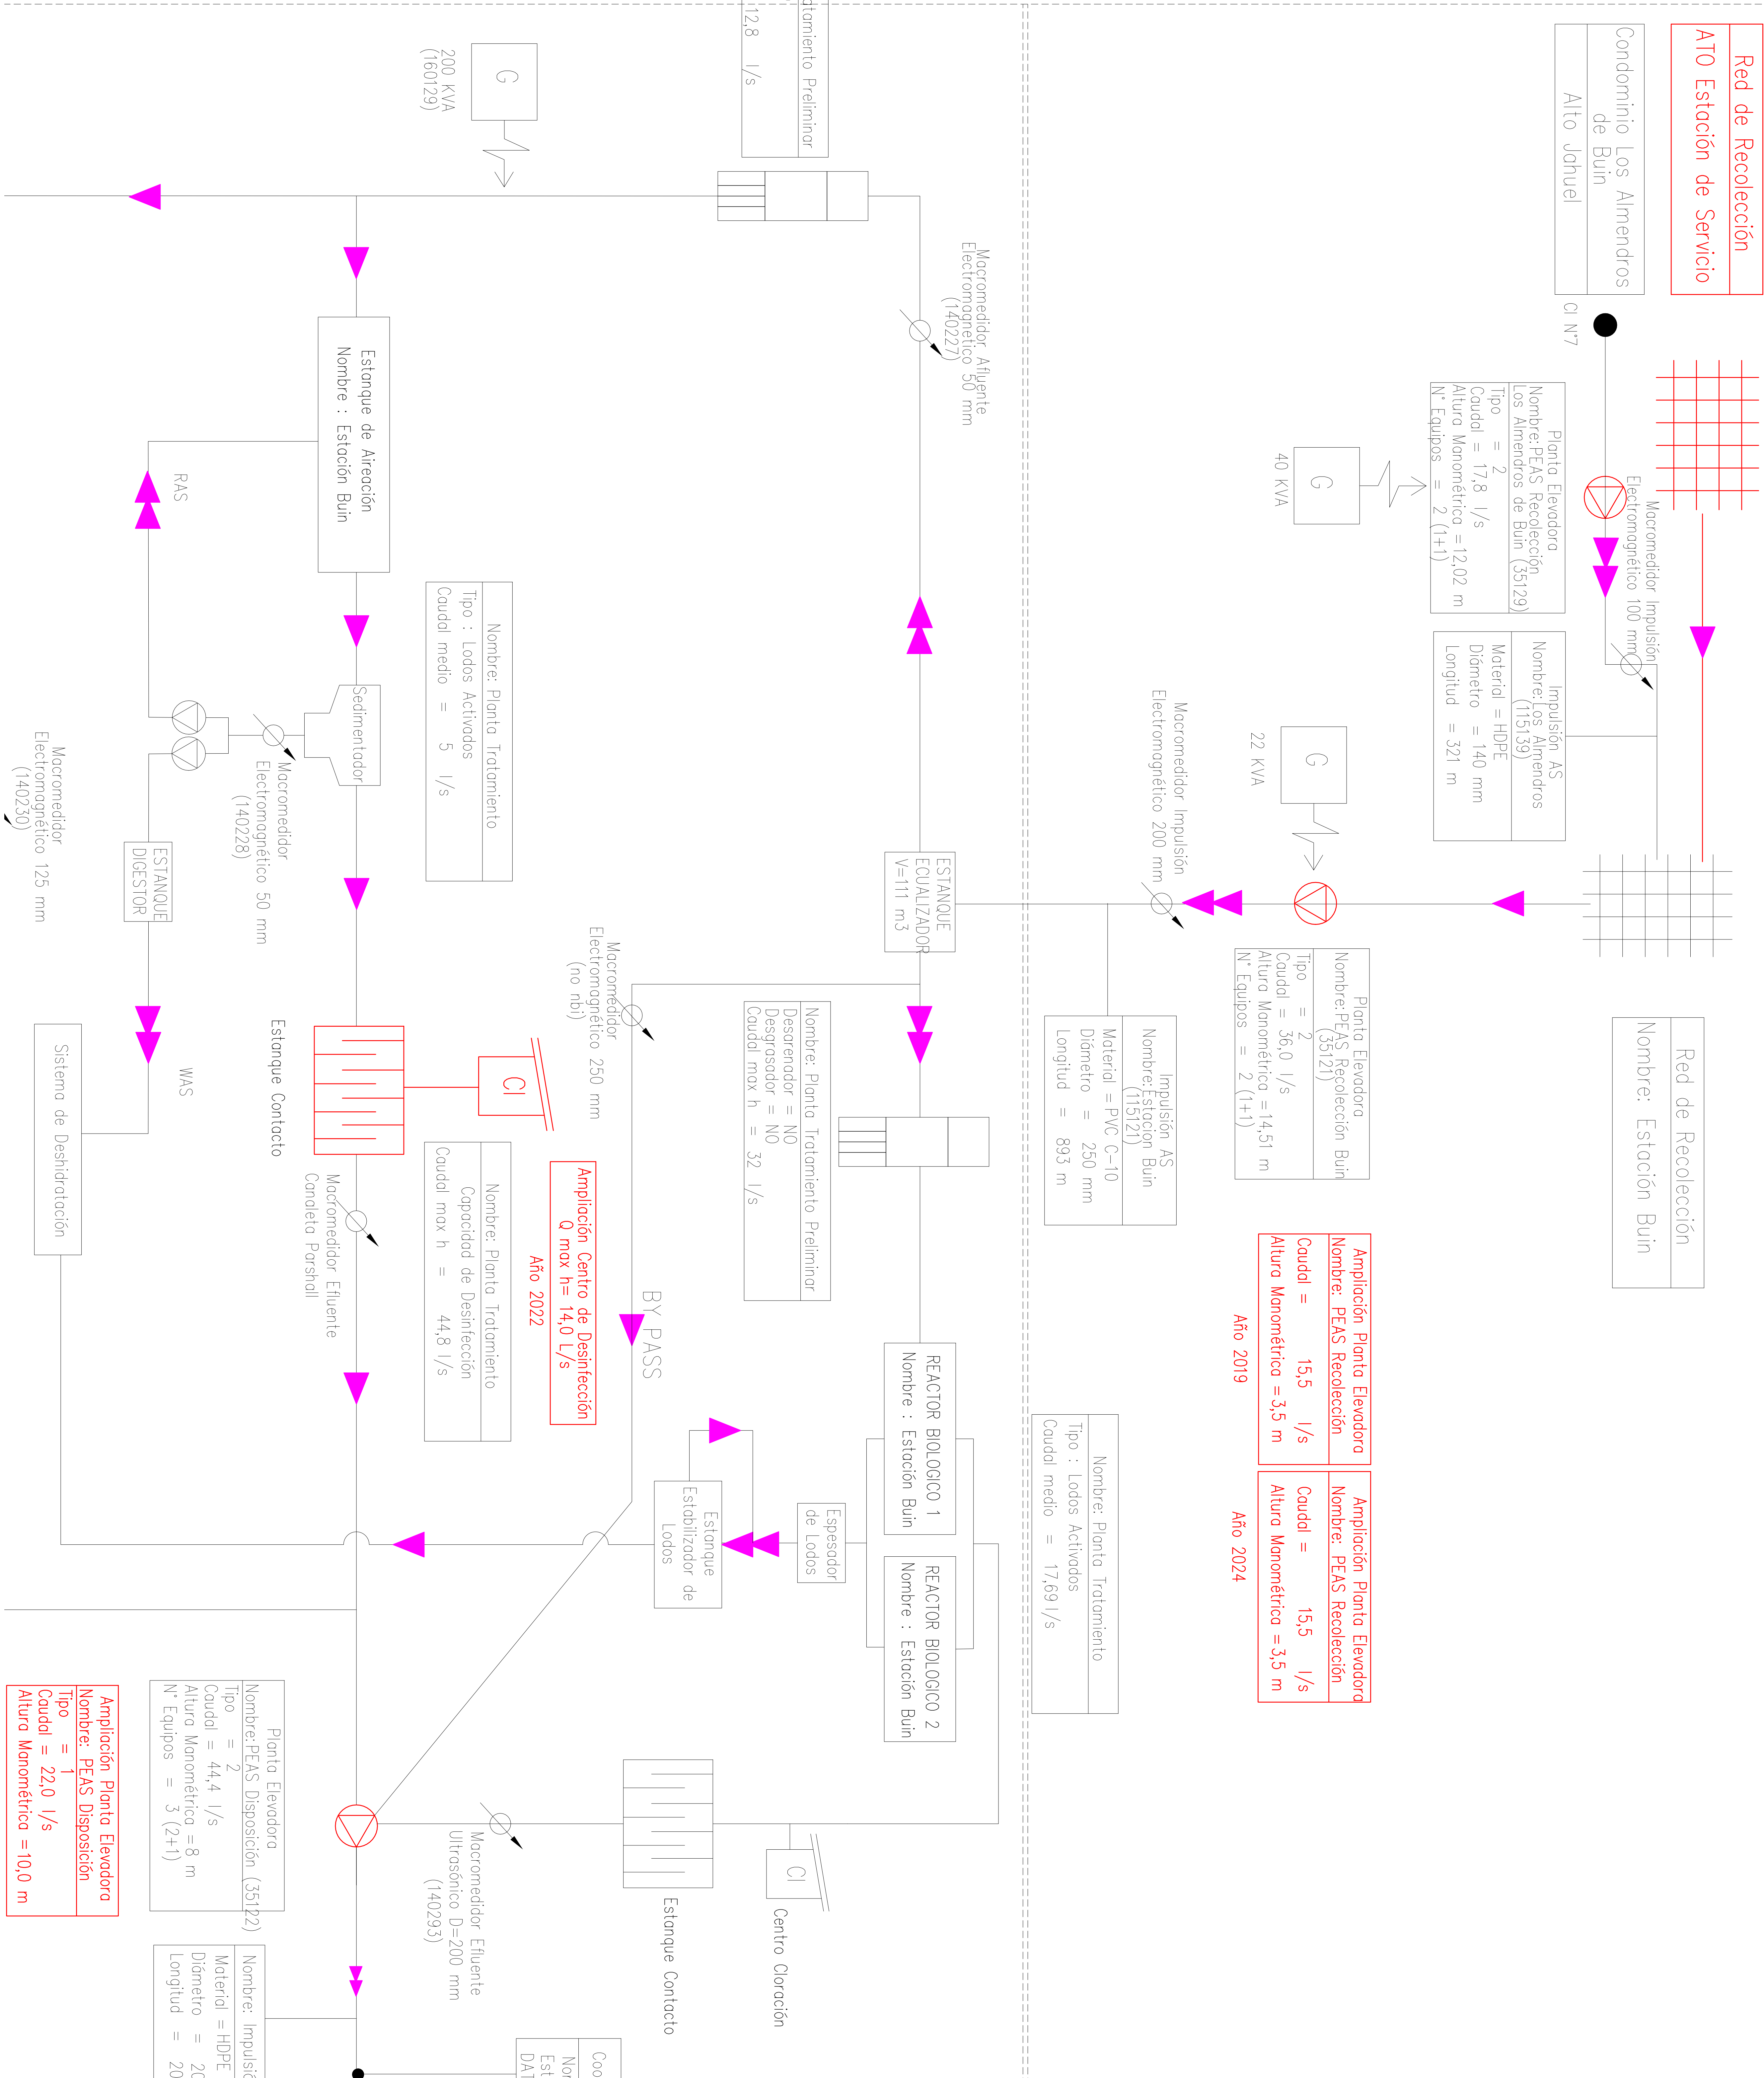 Red de Recolección
ATO Estación de Servicio
Condominio Los Almendros
de Buin
Alto Jahuel
CI N°7
Macromedidor Impulsión
Electromagnético 100 mm
Planta Elevadora
Nombre:PEAS Recolección
Los Almendros de Buin (35129)
Tipo = 2
Caudal = 17,8 l/s
Altura Manométrica = 12,02 m
N° Equipos = 2 (1+1)
G
40 KVA
Impulsión AS
Nombre:Los Almendros
(115139)
Material = HDPE
Diámetro = 140 mm
Longitud = 321 m
Red de Recolección
Nombre: Estación Buin
G
22 KVA
Planta Elevadora
Nombre:PEAS Recolección Buin
(35121)
Tipo = 2
Caudal = 36,0 l/s
Altura Manométrica = 14,51 m
N° Equipos = 2 (1+1)
Ampliación Planta Elevadora
Nombre: PEAS Recolección
Caudal = 15,5 l/s
Altura Manométrica = 3,5 m
Año 2019
Ampliación Planta Elevadora
Nombre: PEAS Recolección
Caudal = 15,5 l/s
Altura Manométrica = 3,5 m
Año 2024
Macromedidor Impulsión
Electromagnético 200 mm
Impulsión AS
Nombre:Estacion Buin
(115121)
Material = PVC C-10
Diámetro = 250 mm
Longitud = 893 m
Nombre: Planta Tratamiento
Tipo : Lodos Activados
Caudal medio = 17,69 l/s
Macromedidor Afluente
Electromagnético 50 mm
(140227)
ESTANQUE
ECUALIZADOR
V=111 m3
REACTOR BIOLOGICO 1
Nombre : Estación Buin
REACTOR BIOLOGICO 2
Nombre : Estación Buin
atamiento Preliminar
12,8 l/s
Nombre: Planta Tratamiento Preliminar
Desarenador = NO
Desgrasador = NO
Caudal max h = 32 l/s
Espesador
de Lodos
Cl
Centro Cloración
Estanque
Estabilizador de
Lodos
BY PASS
Estanque Contacto
Macromedidor
Electromagnético 250 mm
(no nbi)
Ampliación Centro de Desinfección
Q max h= 14,0 L/s
Año 2022
G
200 KVA
(160129)
Nombre: Planta Tratamiento
Tipo : Lodos Activados
Caudal medio = 5 l/s
Cl
Nombre: Planta Tratamiento
Capacidad de Desinfección
Caudal max h = 44,8 l/s
Macromedidor Efluente
Ultrasónico D=200 mm
(140293)
Estanque de Aireación
Nombre : Estación Buin
Sedimentador
Estanque Contacto
Macromedidor Efluente
Canaleta Parshall
Macromedidor
Electromagnético 50 mm
(140228)
RAS
ESTANQUE
DIGESTOR
WAS
Macromedidor
Electromagnético 125 mm
(140230)
Sistema de Deshidratación
Planta Elevadora
Nombre:PEAS Disposición (35122)
Tipo = 2
Caudal = 44,4 l/s
Altura Manométrica = 8 m
N° Equipos = 3 (2+1)
Ampliación Planta Elevadora
Nombre: PEAS Disposición
Tipo = 1
Caudal = 22,0 l/s
Altura Manométrica = 10,0 m
Nombre: Impulsió
Material = HDPE
Diámetro = 20
Longitud = 20
Coo
Nor
Est
DAT